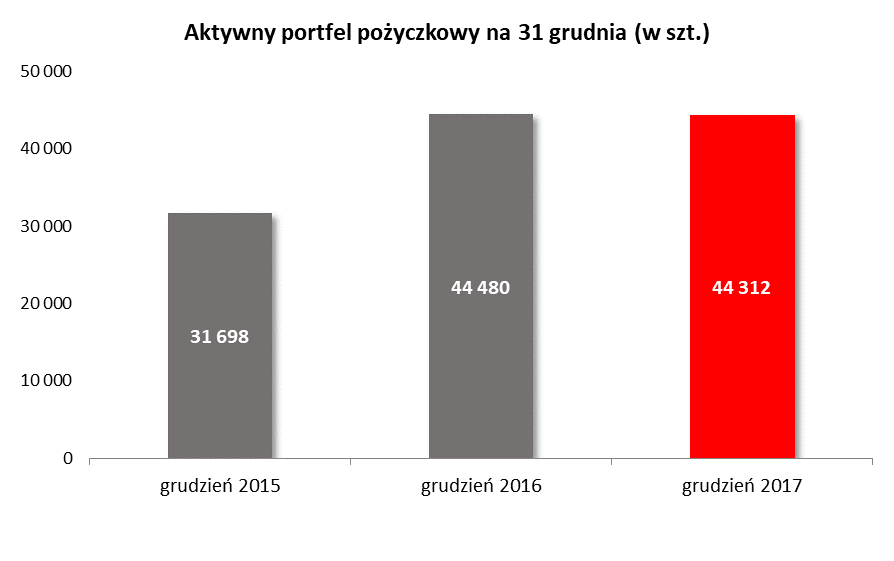 Aktywny portfel pożyczkowy na 31 grudnia (w szt.)
50 000
40 000
30 000
20 000
10 000
0
31 698
44 480
44 312
grudzień 2015
grudzień 2016
grudzień 2017